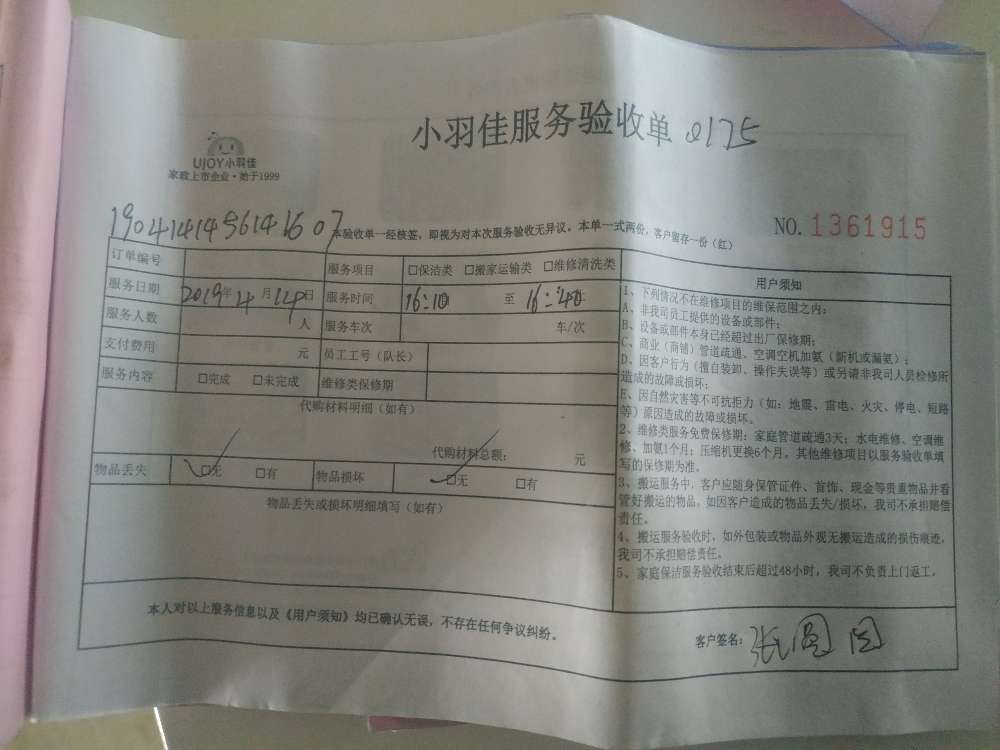 小羽佳服务验收单 0175
UJOY小羽佳
家政上市企业·始于1999
1904141456141607
本验收单一经核签，即视为对本次服务验收无异议。本单一式两份，客户留存一份（红）
NO. 1361915
订单编号 服务项目 □保洁类 □搬家运输类 □维修清洗类
服务日期 2019年4月14日 服务时间 16:10 至 16:40
服务人数 人 服务车次 车/次
支付费用 元 员工工号（队长）
服务内容 □完成 □未完成 维修类保修期
代购材料明细（如有）
代购材料总额： 元
物品丢失 □无 □有 物品损坏 □无 □有
物品丢失或损坏明细填写（如有）
用户须知
1、下列情况不在维修项目的维保范围之内：
A、非我司员工提供的设备或部件；
B、设备或部件本身已经超过出厂保修期；
C、商业（商铺）管道疏通、空调空机加氨（新机或漏氨）；
D、因客户行为（擅自装卸、操作失误等）或另请非我司人员检修所
造成的故障或损坏；
E、因自然灾害等不可抗拒力（如：地震、雷电、火灾、停电、短路
等）原因造成的故障或损坏。
2、维修类服务免费保修期：家庭管道疏通3天；水电维修、空调维
修、加氨1个月；压缩机更换6个月。其他维修项目以服务验收单填
写的保修期为准。
3、搬运服务中，客户应随身保管证件、首饰、现金等贵重物品并看
管好搬运的物品，如因客户造成的物品丢失/损坏，我司不承担赔偿
责任。
4、搬运服务验收时，如外包装或物品外观无搬运造成的损伤痕迹，
我司不承担赔偿责任。
5、家庭保洁服务验收结束后超过48小时，我司不负责上门返工。
本人对以上服务信息以及《用户须知》均已确认无误，不存在任何争议纠纷。
客户签名： 张圆圆